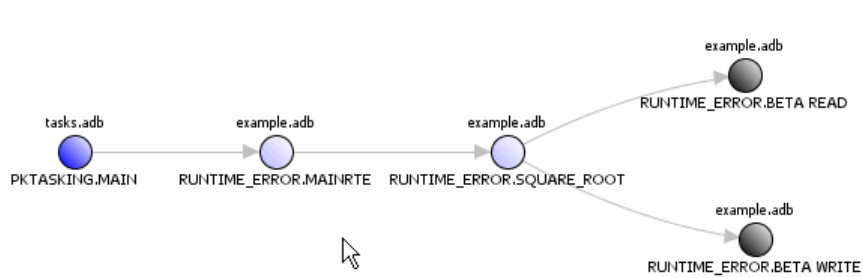 example.adb
RUNTIME_ERROR.BETA READ
tasks.adb
example.adb
example.adb
PKTASKING.MAIN
RUNTIME_ERROR.MAINRTE
RUNTIME_ERROR.SQUARE_ROOT
example.adb
RUNTIME_ERROR.BETA WRITE